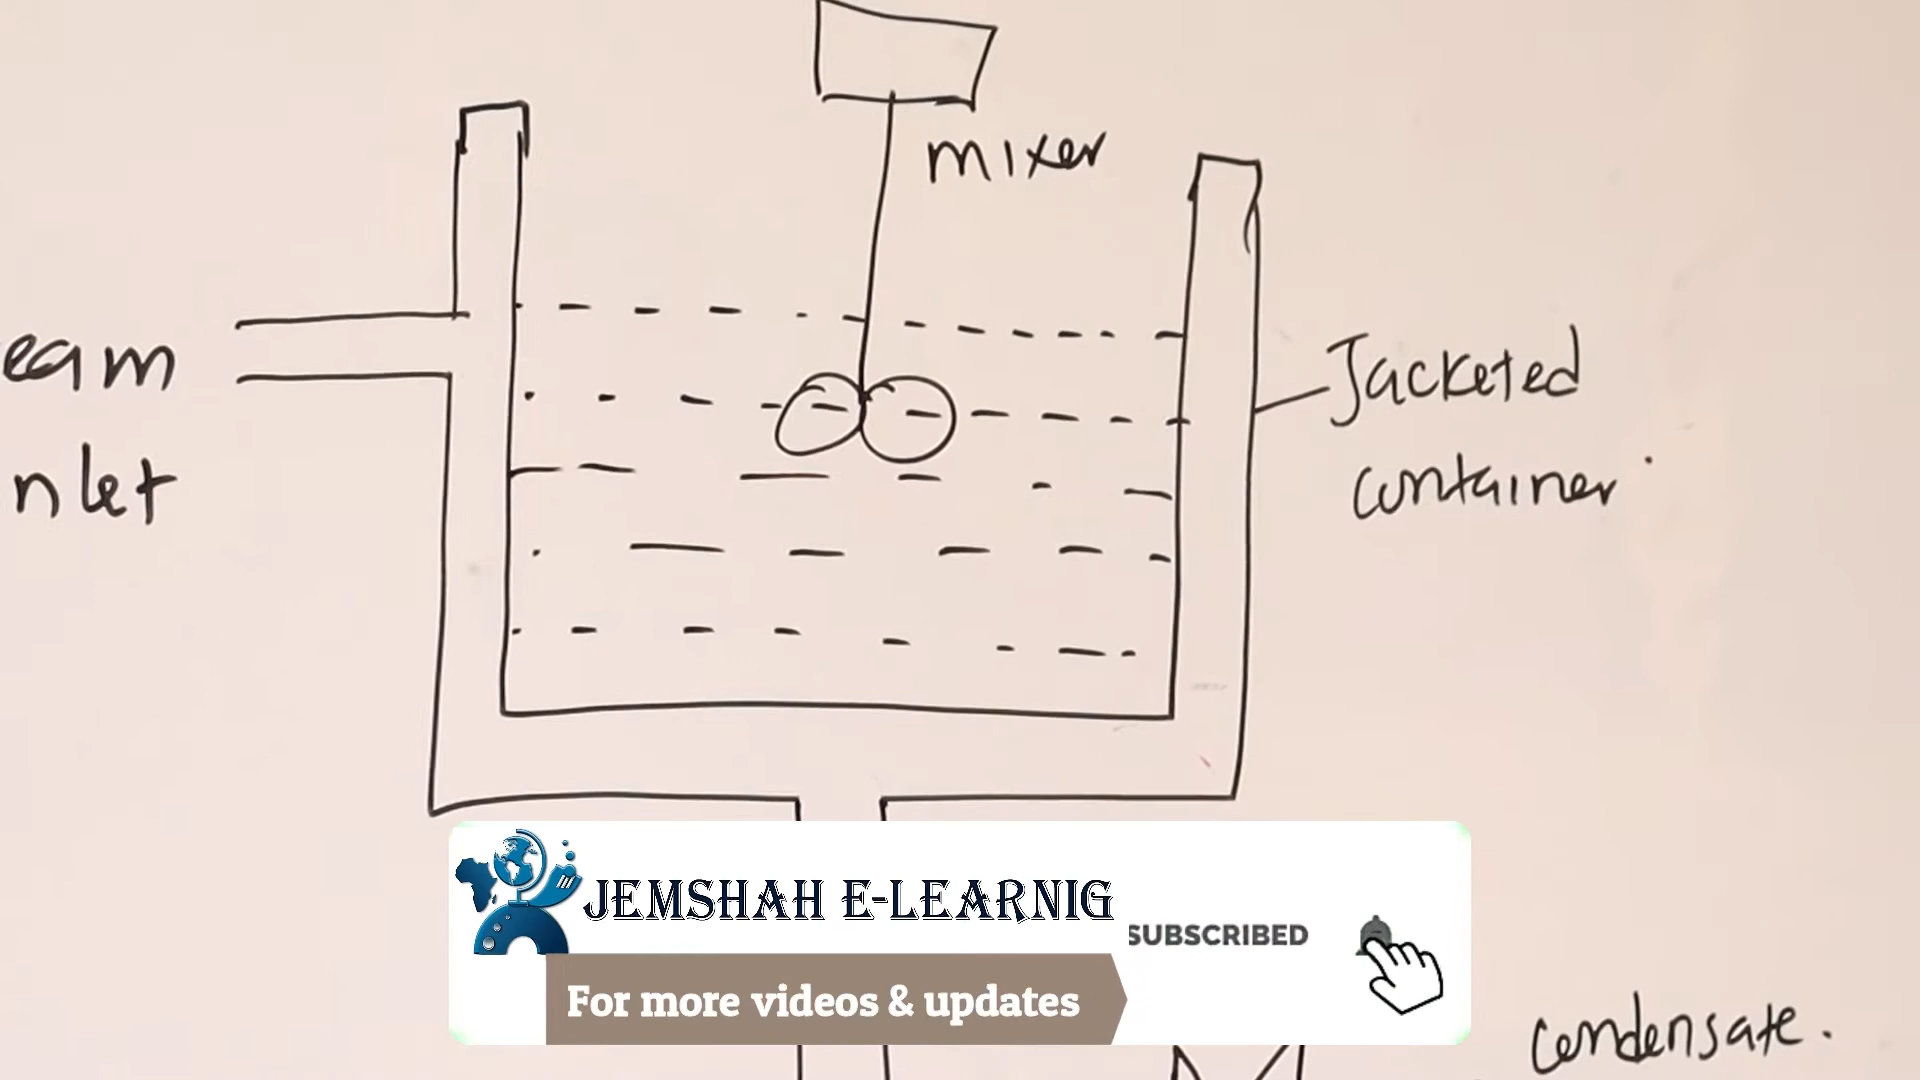 mixer
eam
nlet
Jacketed
container
JEMSHAH E-LEARNIG
SUBSCRIBED
For more videos & updates
condensate.